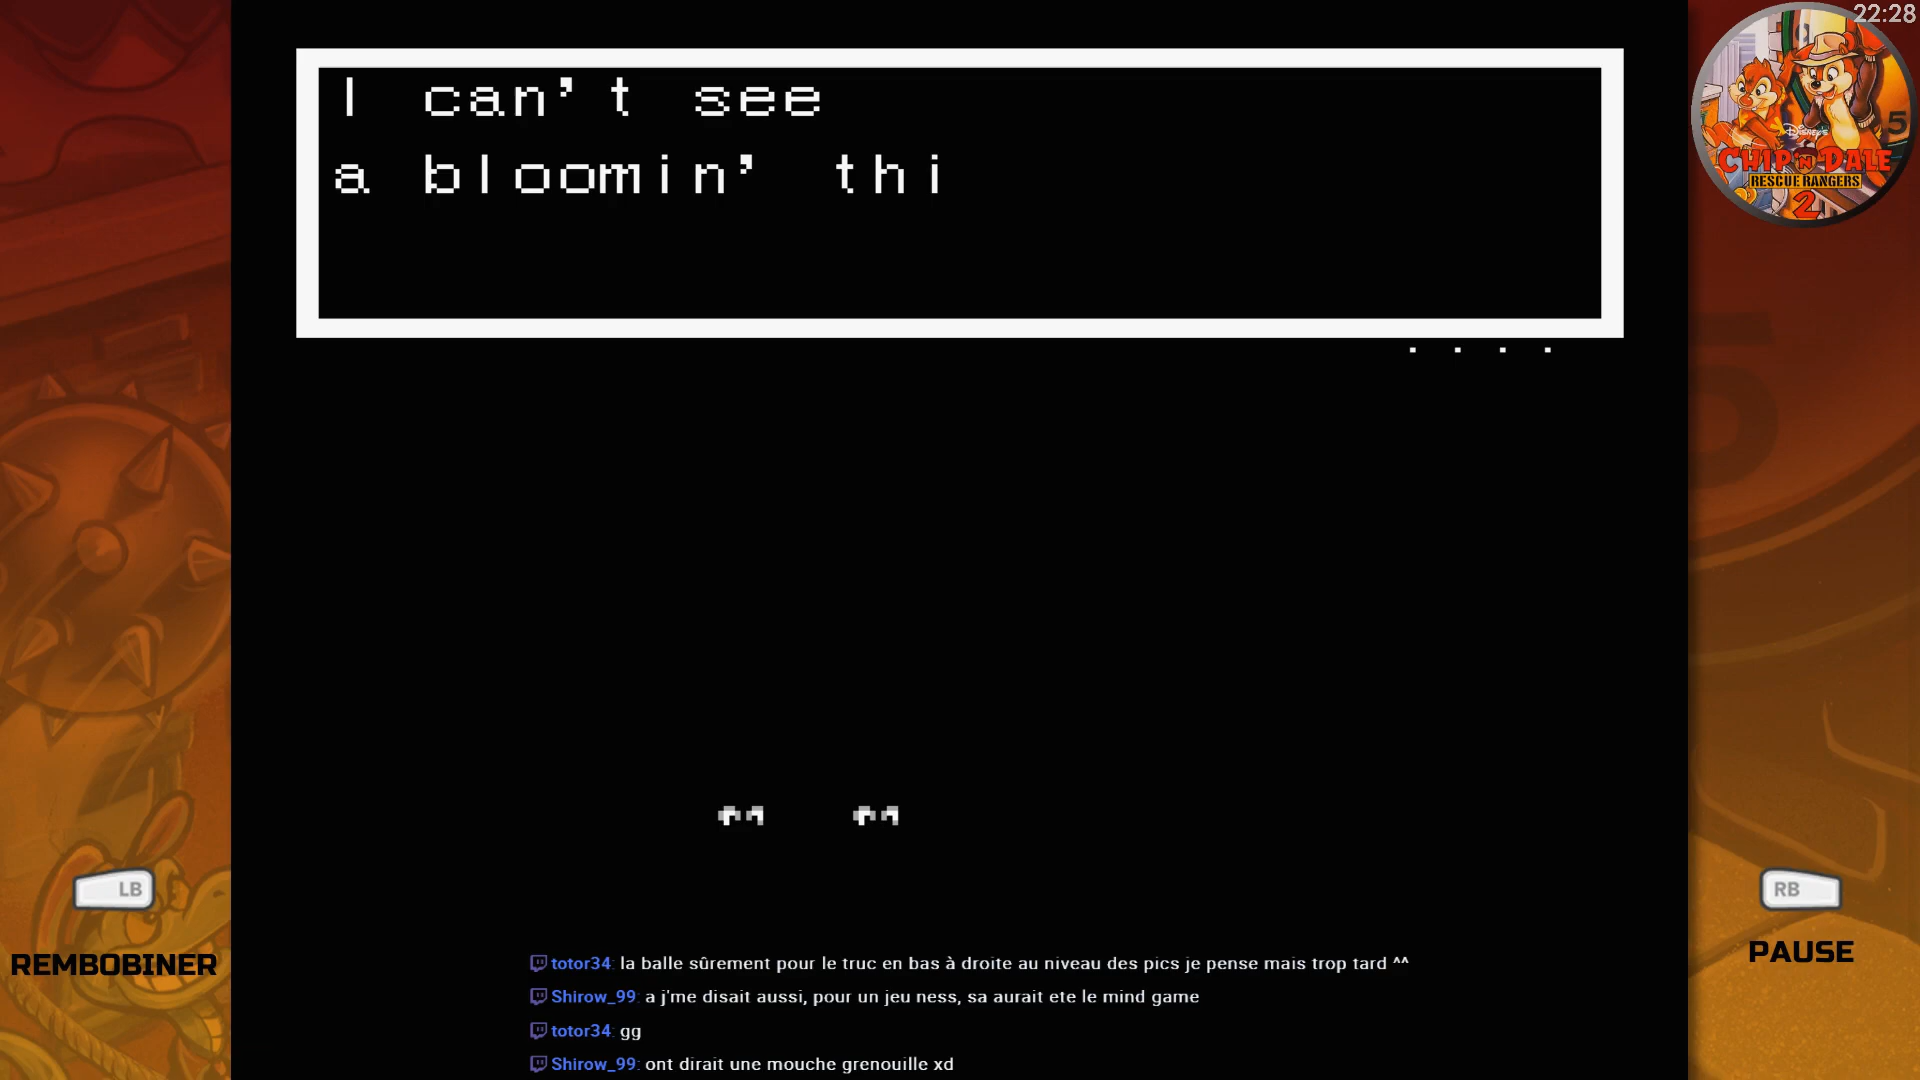 22:28
I can't see
a bloomin' thi
. . . .
5
DISNEY'S
CHIP 'N DALE
RESCUE RANGERS
2
LB
REMBOBINER
RB
PAUSE
totor34: la balle sûrement pour le truc en bas à droite au niveau des pics je pense mais trop tard ^^
Shirow_99: a j'me disait aussi, pour un jeu ness, sa aurait ete le mind game
totor34: gg
Shirow_99: ont dirait une mouche grenouille xd